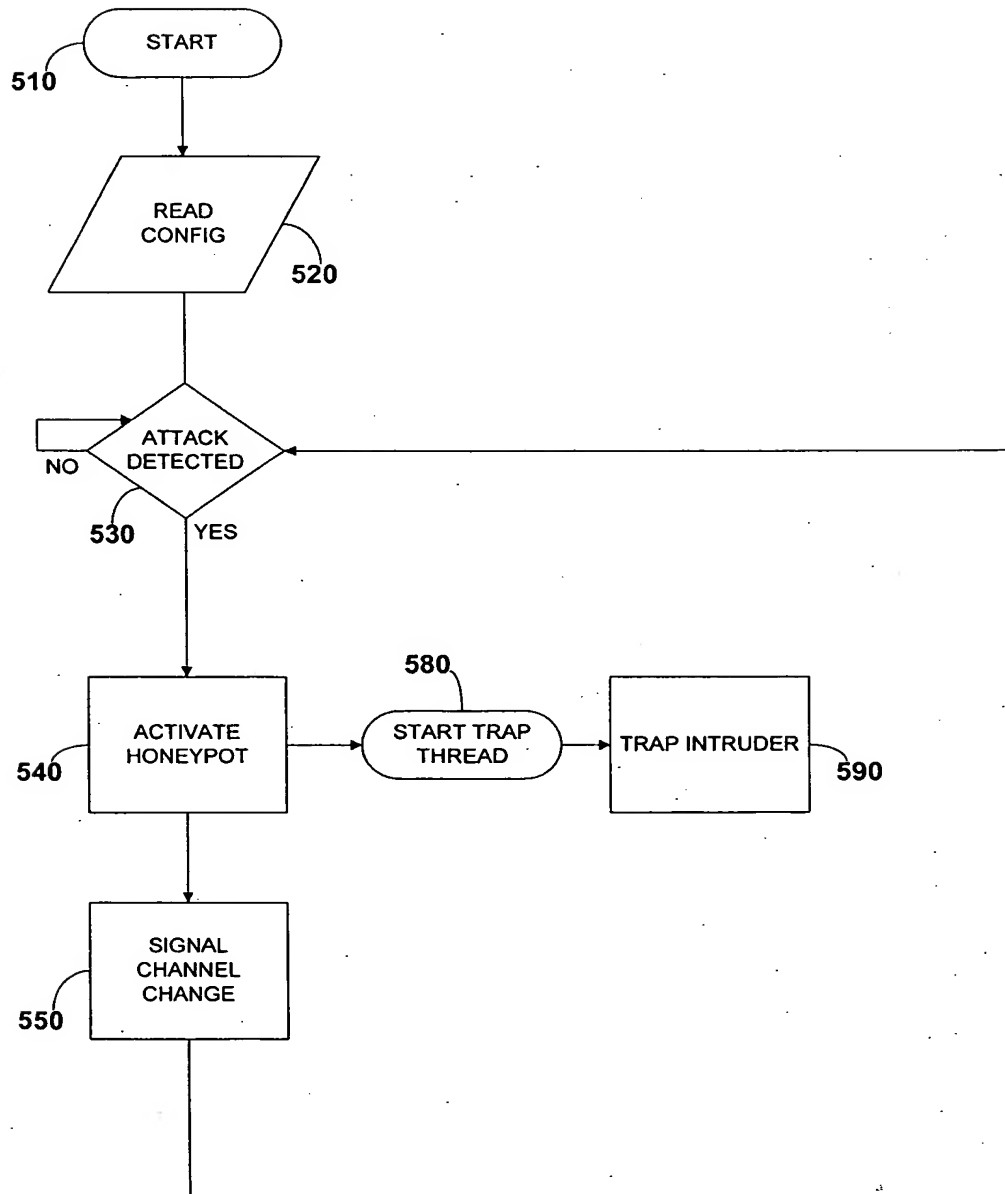 START
510
READ
CONFIG
520
ATTACK
DETECTED
NO
530
YES
580
ACTIVATE
HONEYPOT
540
START TRAP
THREAD
TRAP INTRUDER
590
SIGNAL
CHANNEL
CHANGE
550